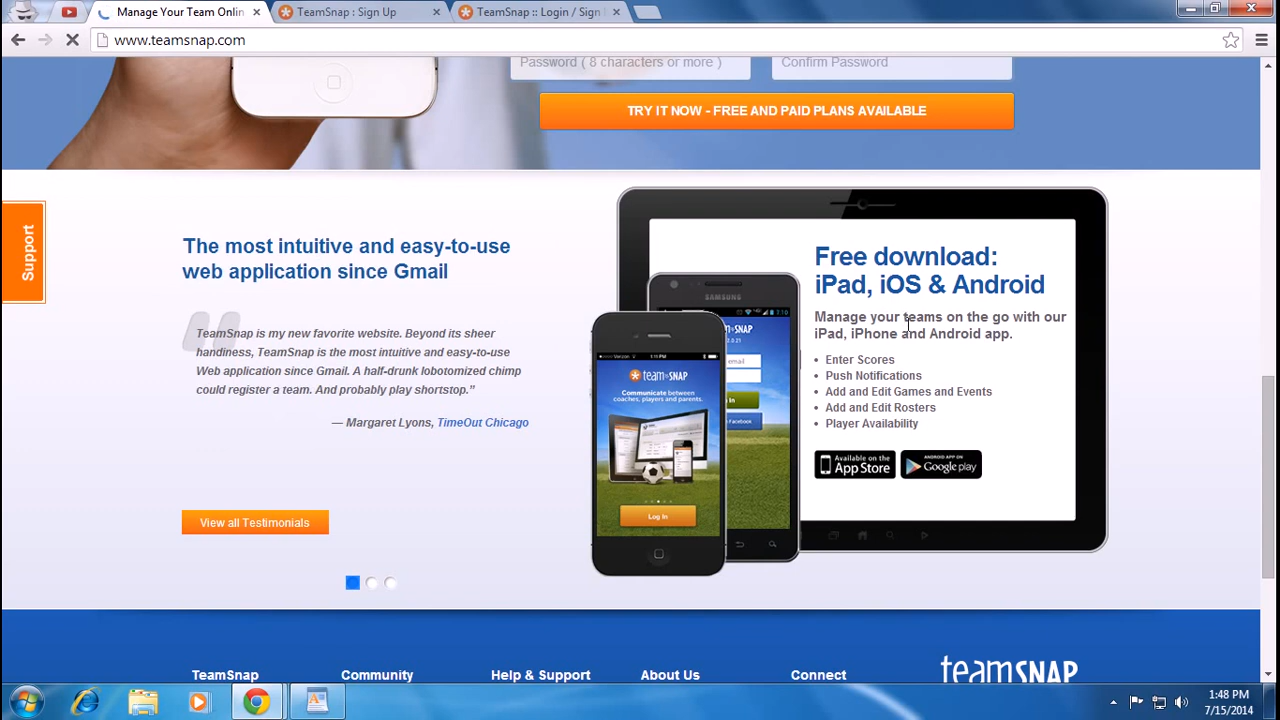 Manage Your Team Onlin
TeamSnap : Sign Up
TeamSnap :: Login / Sign
www.teamsnap.com
Password ( 8 characters or more )
Confirm Password
TRY IT NOW - FREE AND PAID PLANS AVAILABLE
Support
The most intuitive and easy-to-use
web application since Gmail
TeamSnap is my new favorite website. Beyond its sheer
handiness, TeamSnap is the most intuitive and easy-to-use
Web application since Gmail. A half-drunk lobotomized chimp
could register a team. And probably play shortstop.”
— Margaret Lyons, TimeOut Chicago
View all Testimonials
SAMSUNG
SNAP
email
n In
Facebook
Verizon
teamSNAP
Communicate between
coaches, players and parents.
Log In
Free download:
iPad, iOS & Android
Manage your teams on the go with our
iPad, iPhone and Android app.
• Enter Scores
• Push Notifications
• Add and Edit Games and Events
• Add and Edit Rosters
• Player Availability
Available on the
App Store
ANDROID APP ON
Google play
TeamSnap
Community
Help & Support
About Us
Connect
teamSNAP
1:48 PM
7/15/2014